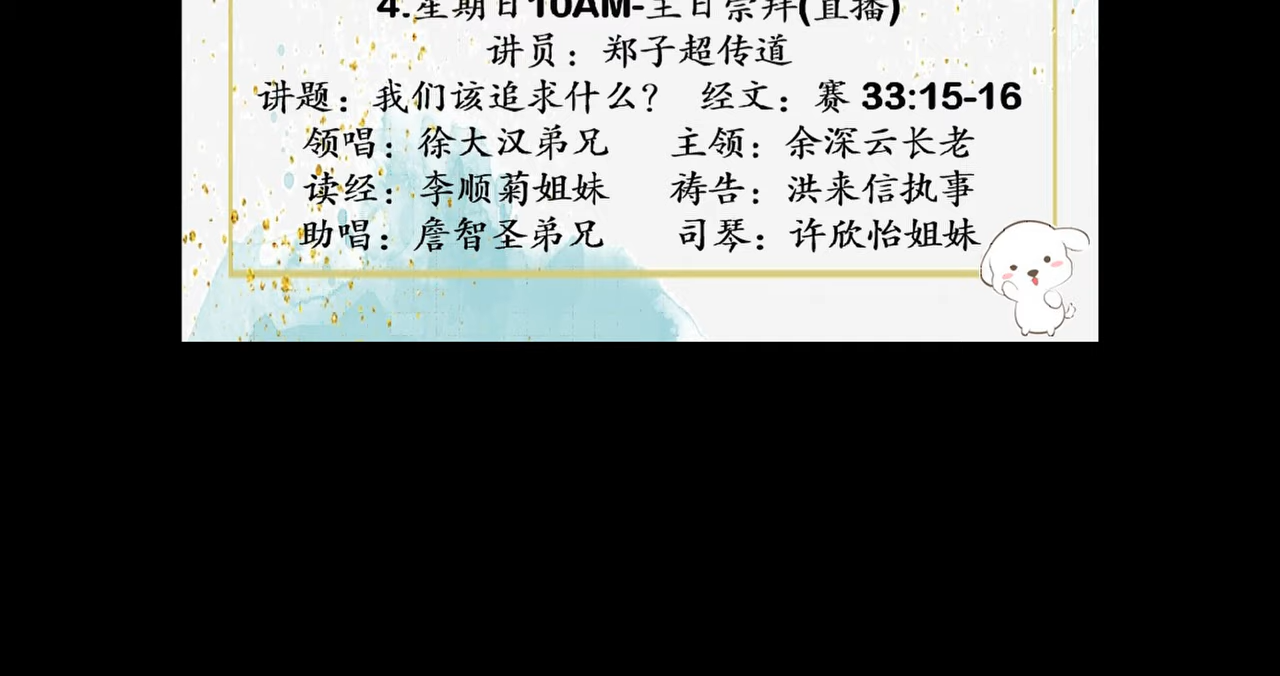 4.星期日10AM-主日崇拜(直播)
讲员：郑子超传道
讲题：我们该追求什么？ 经文：赛 33:15-16
领唱：徐大汉弟兄 主领：余深云长老
读经：李顺菊姐妹 祷告：洪来信执事
助唱：詹智圣弟兄 司琴：许欣怡姐妹